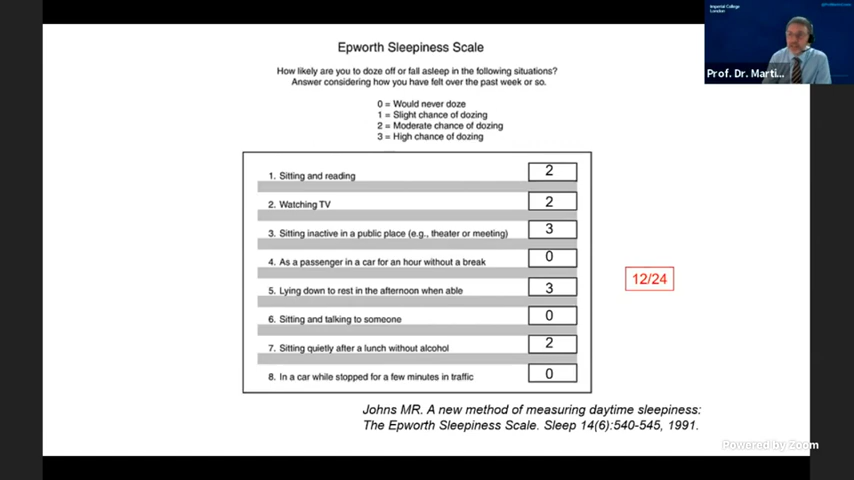 Imperial College
London
Prof. Dr. Marti...
Epworth Sleepiness Scale
How likely are you to doze off or fall asleep in the following situations?
Answer considering how you have felt over the past week or so.
0 = Would never doze
1 = Slight chance of dozing
2 = Moderate chance of dozing
3 = High chance of dozing
1. Sitting and reading 2
2. Watching TV 2
3. Sitting inactive in a public place (e.g., theater or meeting) 3
4. As a passenger in a car for an hour without a break 0
5. Lying down to rest in the afternoon when able 3
6. Sitting and talking to someone 0
7. Sitting quietly after a lunch without alcohol 2
8. In a car while stopped for a few minutes in traffic 0
12/24
Johns MR. A new method of measuring daytime sleepiness:
The Epworth Sleepiness Scale. Sleep 14(6):540-545, 1991.
Powered by Zoom